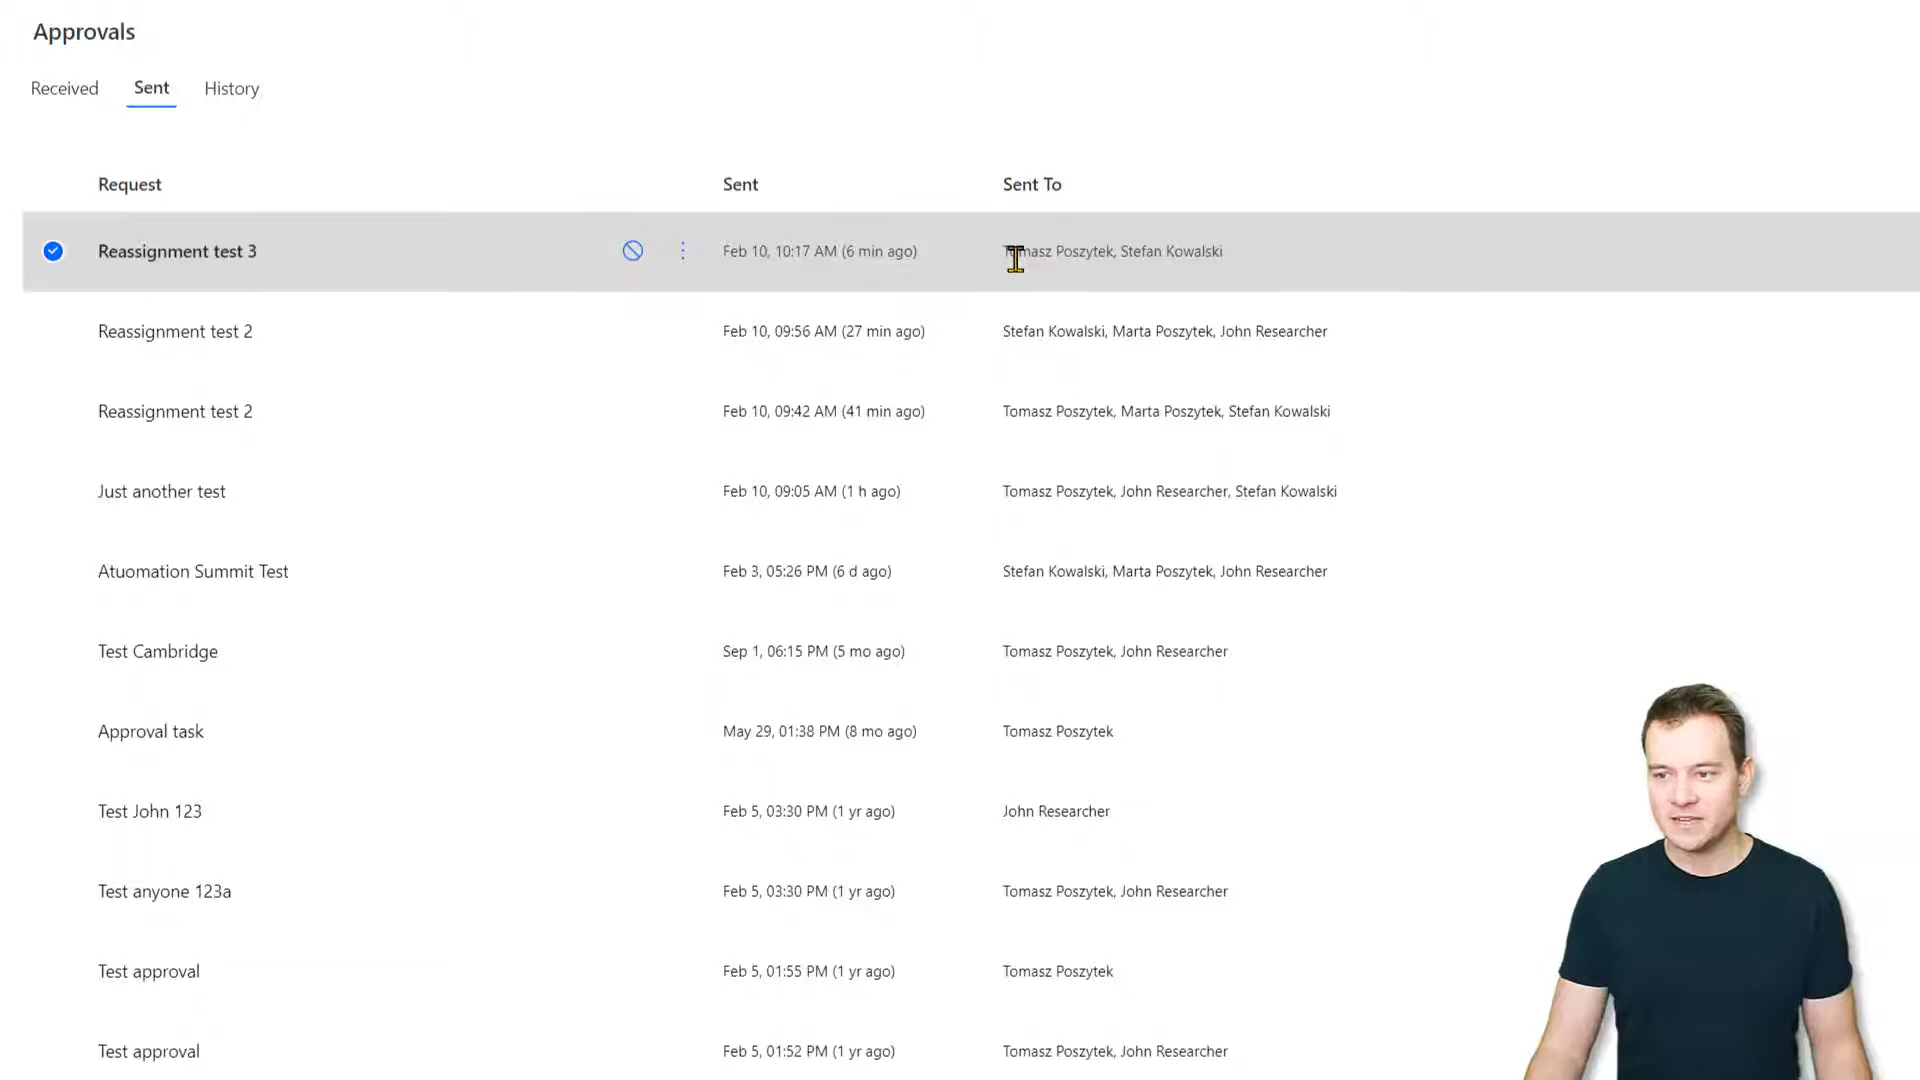 Approvals
Received Sent History
Request Sent Sent To
Reassignment test 3 Feb 10, 10:17 AM (6 min ago) Tomasz Poszytek, Stefan Kowalski
Reassignment test 2 Feb 10, 09:56 AM (27 min ago) Stefan Kowalski, Marta Poszytek, John Researcher
Reassignment test 2 Feb 10, 09:42 AM (41 min ago) Tomasz Poszytek, Marta Poszytek, Stefan Kowalski
Just another test Feb 10, 09:05 AM (1 h ago) Tomasz Poszytek, John Researcher, Stefan Kowalski
Atuomation Summit Test Feb 3, 05:26 PM (6 d ago) Stefan Kowalski, Marta Poszytek, John Researcher
Test Cambridge Sep 1, 06:15 PM (5 mo ago) Tomasz Poszytek, John Researcher
Approval task May 29, 01:38 PM (8 mo ago) Tomasz Poszytek
Test John 123 Feb 5, 03:30 PM (1 yr ago) John Researcher
Test anyone 123a Feb 5, 03:30 PM (1 yr ago) Tomasz Poszytek, John Researcher
Test approval Feb 5, 01:55 PM (1 yr ago) Tomasz Poszytek
Test approval Feb 5, 01:52 PM (1 yr ago) Tomasz Poszytek, John Researcher